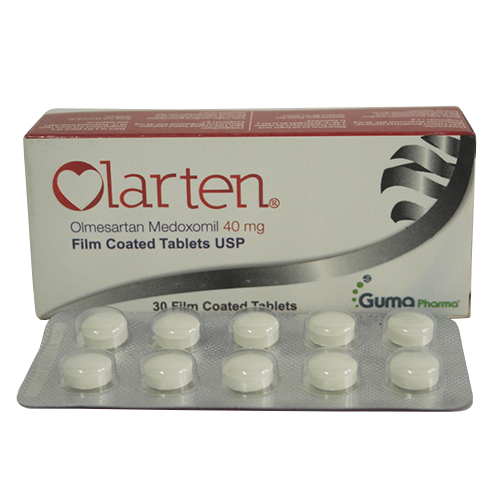 Olarten®
Olmesartan Medoxomil 40 mg
Film Coated Tablets USP
30 Film Coated Tablets
Guma Pharma